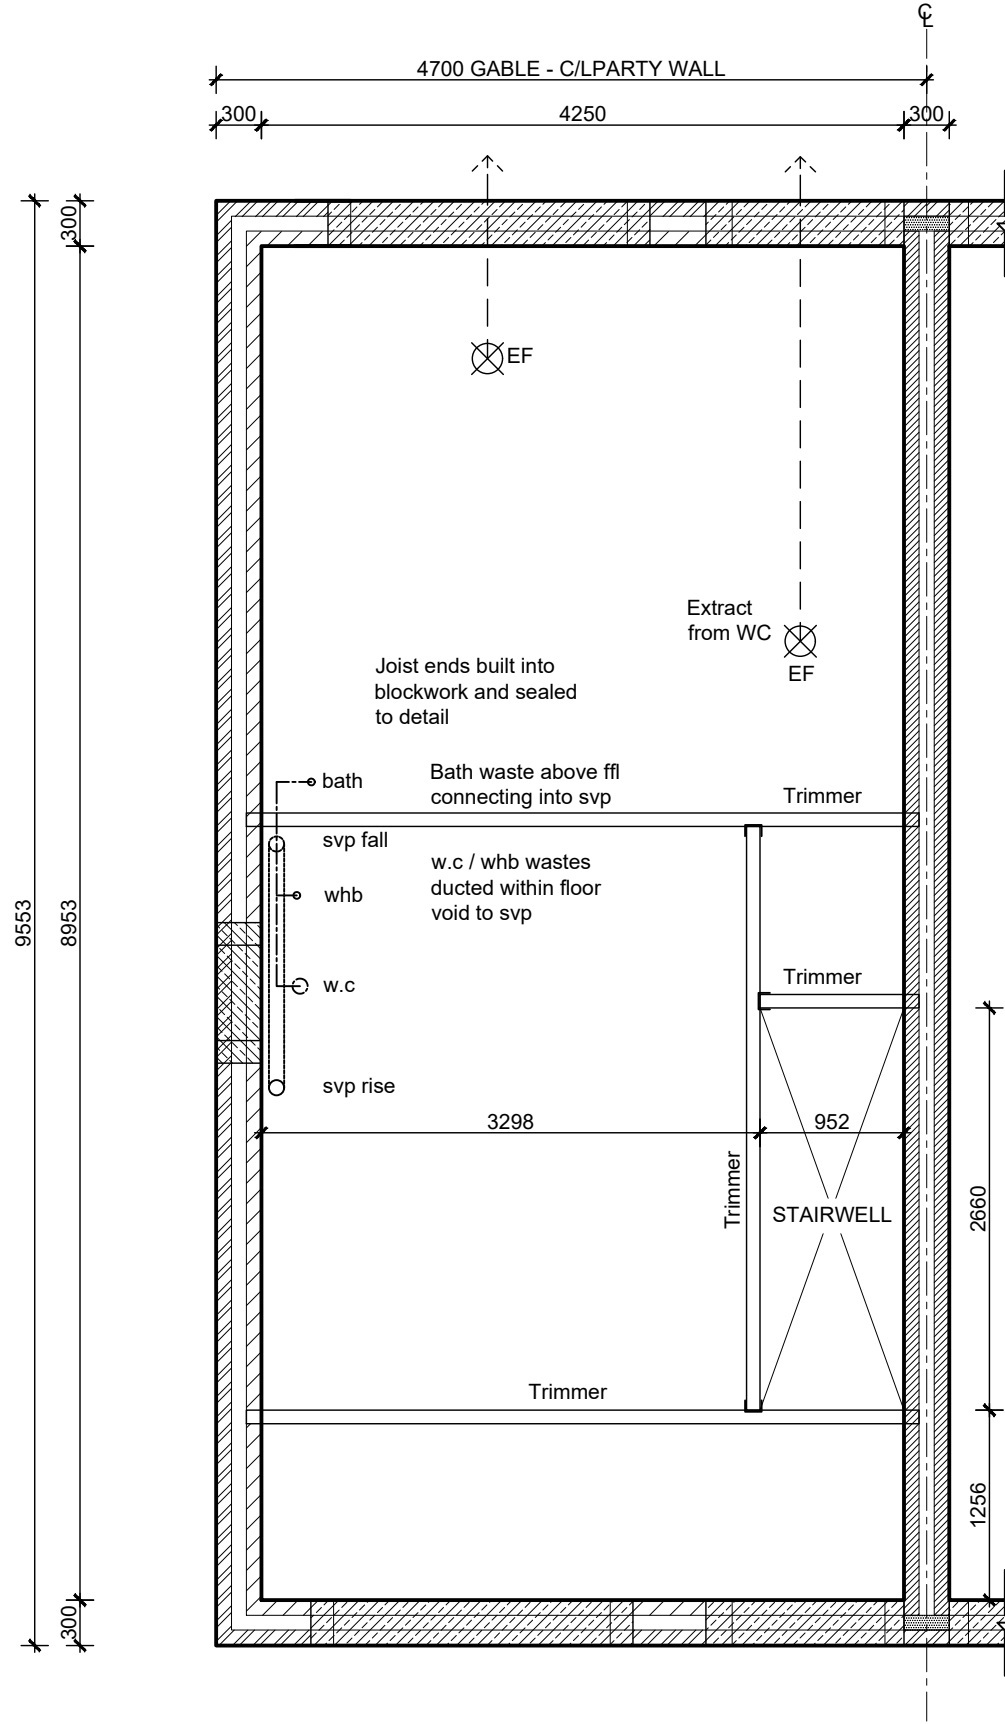 ℄
4700 GABLE - C/LPARTY WALL
300
4250
300
300
9553
8953
300
EF
Extract
from WC
EF
Joist ends built into
blockwork and sealed
to detail
bath
Bath waste above ffl
connecting into svp
Trimmer
svp fall
w.c / whb wastes
ducted within floor
void to svp
whb
w.c
Trimmer
svp rise
3298
952
Trimmer
STAIRWELL
2660
Trimmer
1256